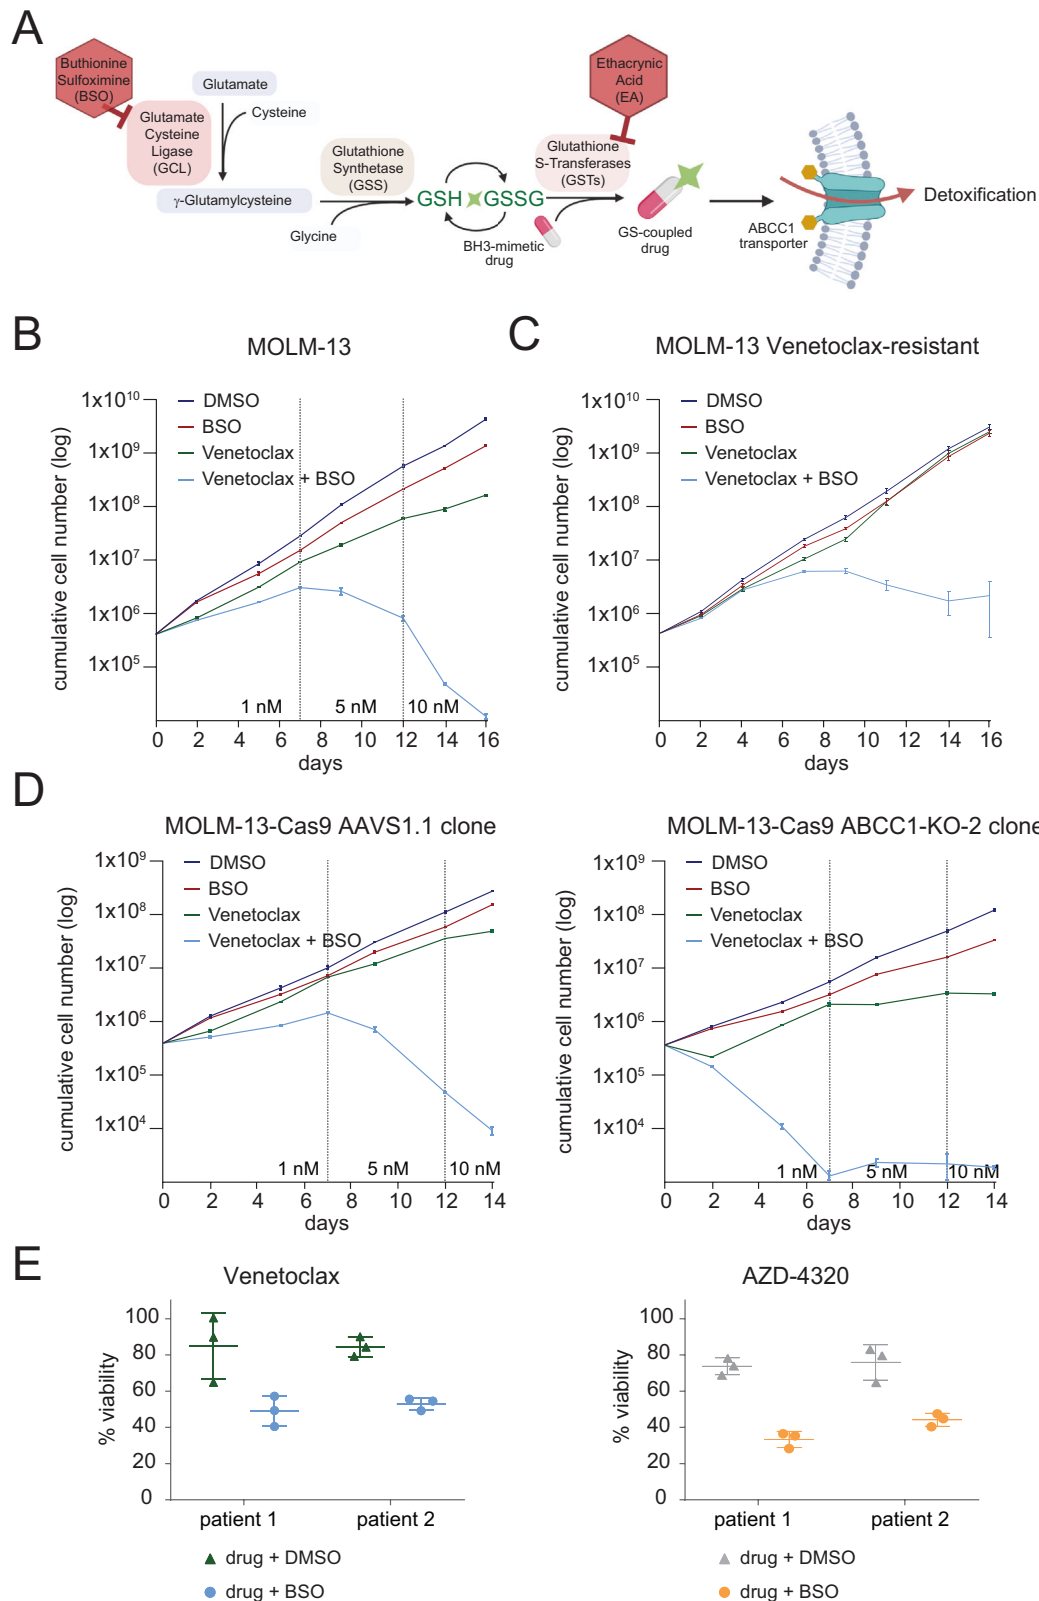 A
Buthionine
Sulfoximine
(BSO)
Glutamate
Cysteine
Glutamate
Cysteine
Ligase
(GCL)
γ-Glutamylcysteine
Glutathione
Synthetase
(GSS)
Glycine
GSH
GSSG
BH3-mimetic
drug
Ethacrynic
Acid
(EA)
Glutathione
S-Transferases
(GSTs)
GS-coupled
drug
ABCC1
transporter
Detoxification
B
MOLM-13
cumulative cell number (log)
1x10¹⁰
1x10⁹
1x10⁸
1x10⁷
1x10⁶
1x10⁵
DMSO
BSO
Venetoclax
Venetoclax + BSO
1 nM
5 nM
10 nM
0 2 4 6 8 10 12 14 16
days
C
MOLM-13 Venetoclax-resistant
cumulative cell number (log)
1x10¹⁰
1x10⁹
1x10⁸
1x10⁷
1x10⁶
1x10⁵
DMSO
BSO
Venetoclax
Venetoclax + BSO
0 2 4 6 8 10 12 14 16
days
D
MOLM-13-Cas9 AAVS1.1 clone
cumulative cell number (log)
1x10⁹
1x10⁸
1x10⁷
1x10⁶
1x10⁵
1x10⁴
DMSO
BSO
Venetoclax
Venetoclax + BSO
1 nM
5 nM
10 nM
0 2 4 6 8 10 12 14
days
MOLM-13-Cas9 ABCC1-KO-2 clone
cumulative cell number (log)
1x10⁹
1x10⁸
1x10⁷
1x10⁶
1x10⁵
1x10⁴
DMSO
BSO
Venetoclax
Venetoclax + BSO
1 nM
5 nM
10 nM
0 2 4 6 8 10 12 14
days
E
Venetoclax
% viability
100
80
60
40
20
0
patient 1
patient 2
drug + DMSO
drug + BSO
AZD-4320
% viability
100
80
60
40
20
0
patient 1
patient 2
drug + DMSO
drug + BSO